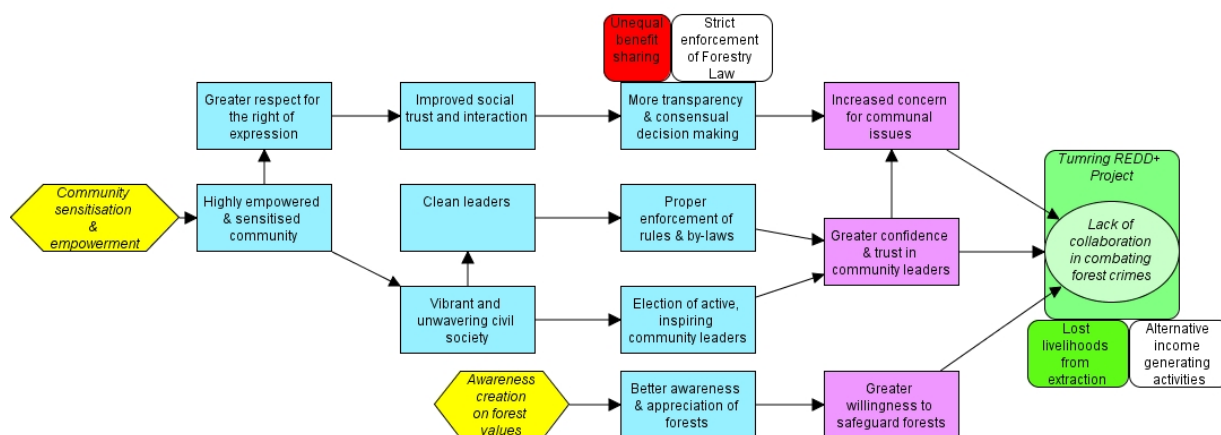 Unequal
benefit
sharing
Strict
enforcement
of Forestry
Law
Greater respect for
the right of
expression
Improved social
trust and interaction
More transparency
& consensual
decision making
Increased concern
for communal
issues
Tumring REDD+
Project
Community
sensitisation
&
empowerment
Highly empowered
& sensitised
community
Clean leaders
Proper
enforcement of
rules & by-laws
Greater confidence
& trust in
community leaders
Lack of
collaboration
in combating
forest crimes
Vibrant and
unwavering civil
society
Election of active,
inspiring
community leaders
Lost
livelihoods
from
extraction
Alternative
income
generating
activities
Awareness
creation
on forest
values
Better awareness
& appreciation of
forests
Greater
willingness to
safeguard forests